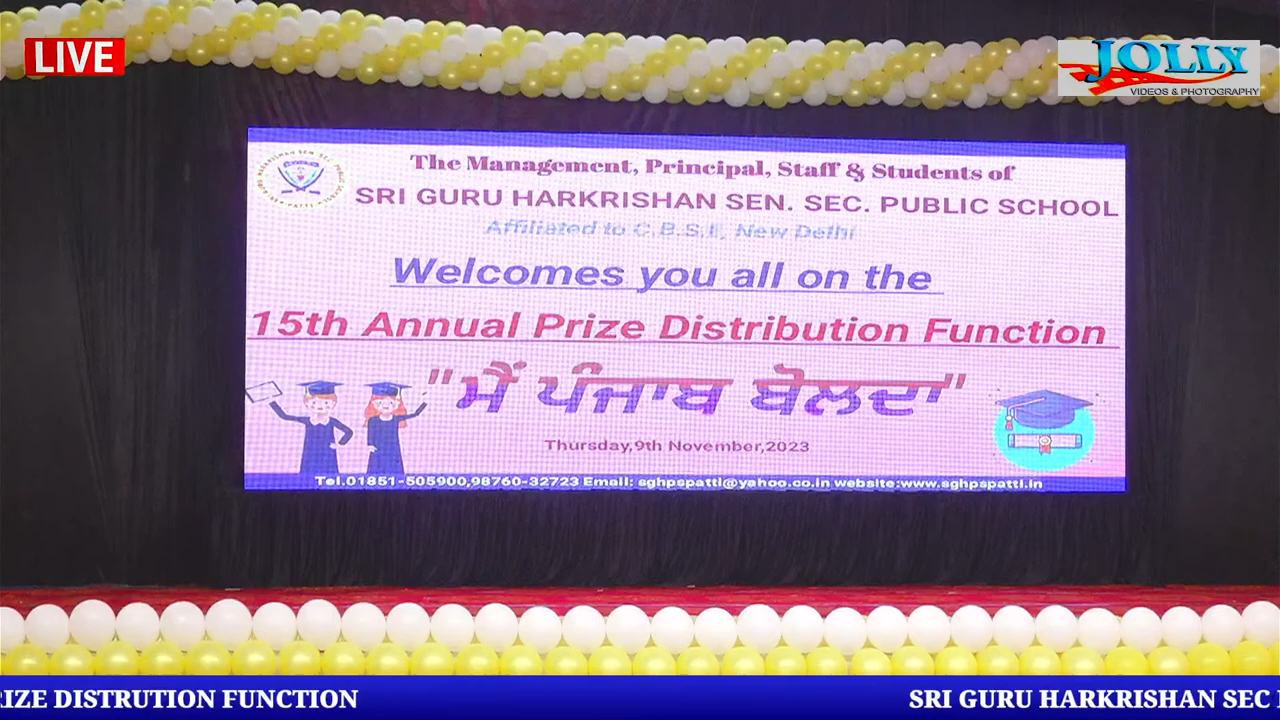 LIVE
JOLLY
VIDEOS & PHOTOGRAPHY
The Management, Principal, Staff & Students of
SRI GURU HARKRISHAN SEN. SEC. PUBLIC SCHOOL
Affiliated to C.B.S.E, New Delhi
Welcomes you all on the
15th Annual Prize Distribution Function
"ਮੈਂ ਪੰਜਾਬ ਬੋਲਦਾ"
Thursday,9th November,2023
Tel.01851-505900,98760-32723 Email: sghpspatti@yahoo.co.in website:www.sghpspatti.in
RIZE DISTRUTION FUNCTION
SRI GURU HARKRISHAN SEC